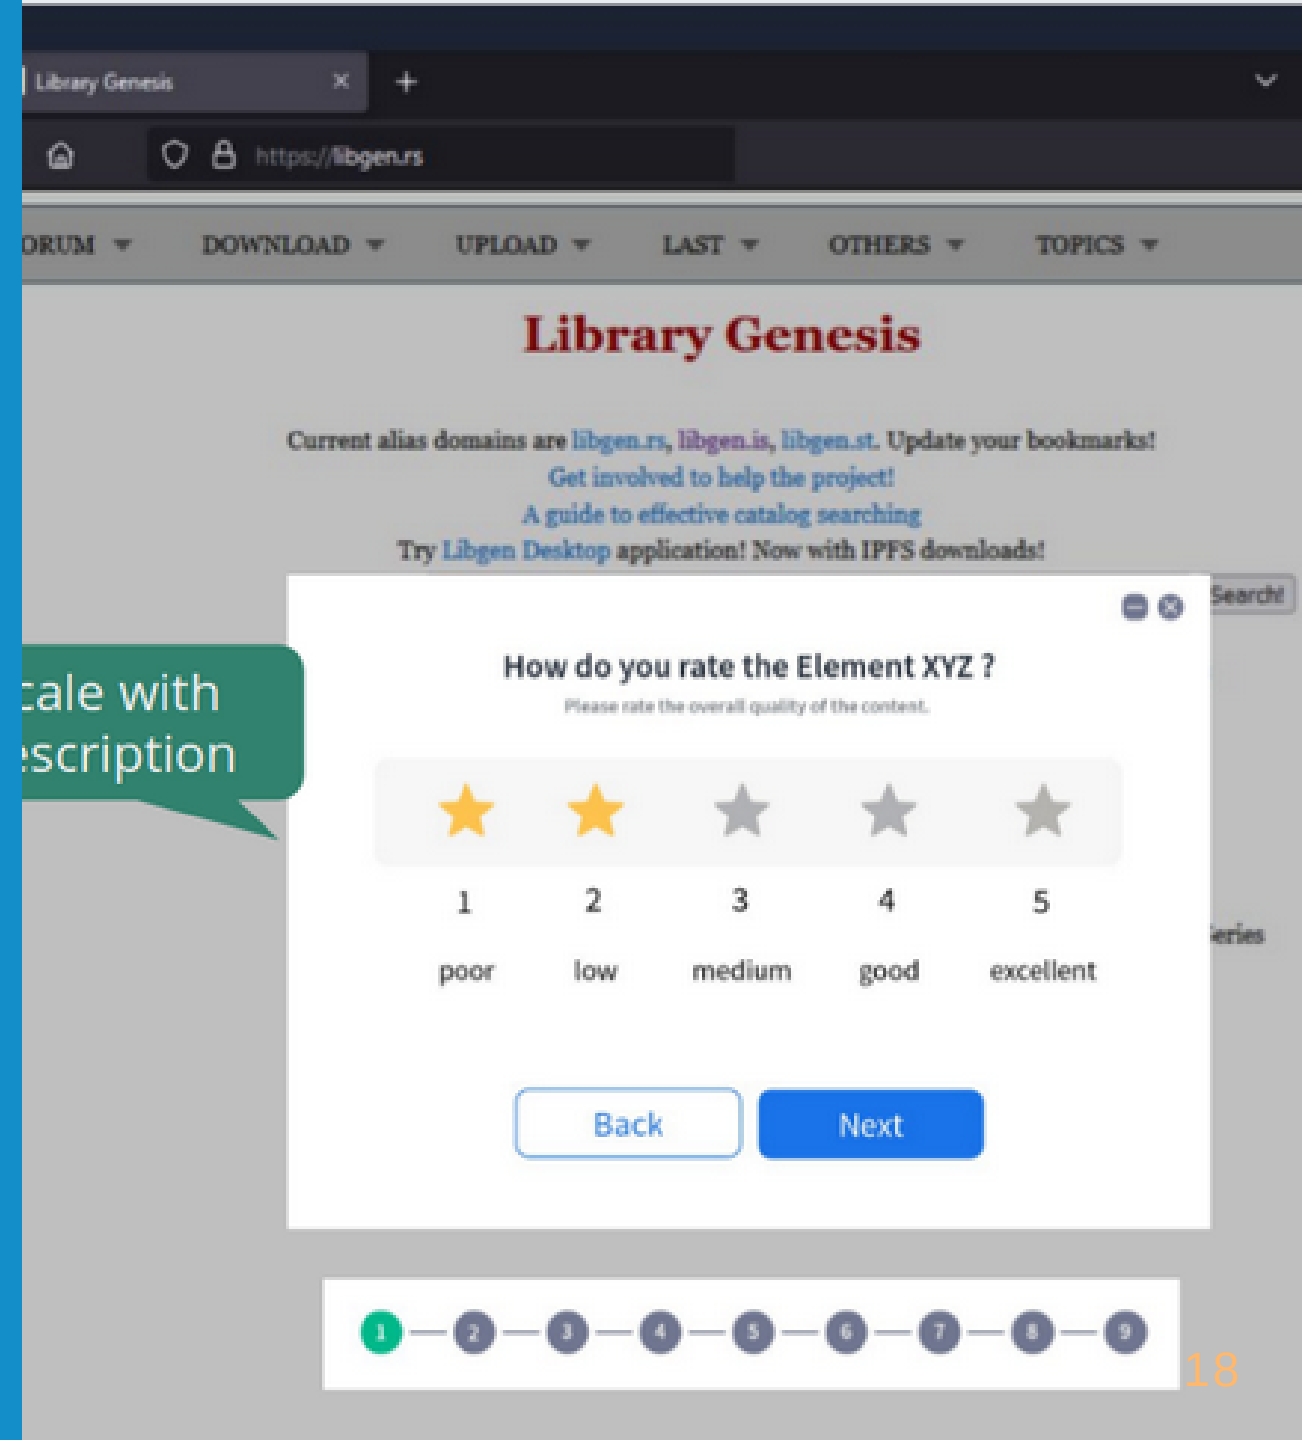 Library Genesis
https://libgen.rs
ORUM DOWNLOAD UPLOAD LAST OTHERS TOPICS
Library Genesis
Current alias domains are libgen.rs, libgen.is, libgen.st. Update your bookmarks!
Get involved to help the project!
A guide to effective catalog searching
Try Libgen Desktop application! Now with IPFS downloads!
Search!
How do you rate the Element XYZ ?
Please rate the overall quality of the content.
cale with
escription
1 2 3 4 5
eries
poor low medium good excellent
Back Next
1 2 3 4 5 6 7 8 9
18